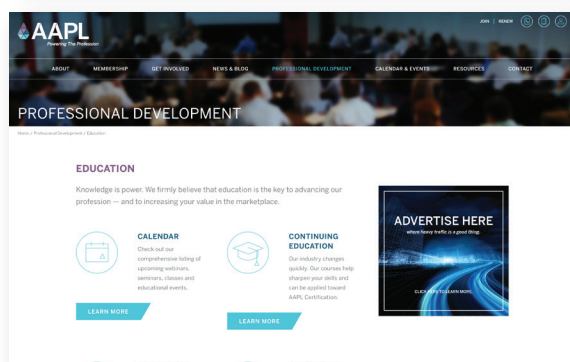 JOIN | RENEW
AAPL
Powering The Profession
ABOUT MEMBERSHIP GET INVOLVED NEWS & BLOG PROFESSIONAL DEVELOPMENT CALENDAR & EVENTS RESOURCES CONTACT
PROFESSIONAL DEVELOPMENT
Home / Professional Development / Education
EDUCATION
Knowledge is power. We firmly believe that education is the key to advancing our
profession — and to increasing your value in the marketplace.
CALENDAR
Check out our
comprehensive listing of
upcoming webinars,
seminars, classes and
educational events.
LEARN MORE
CONTINUING
EDUCATION
Our industry changes
quickly. Our courses help
sharpen your skills and
can be applied toward
AAPL Certification.
LEARN MORE
ADVERTISE HERE
where heavy traffic is a good thing.
CLICK HERE TO LEARN MORE